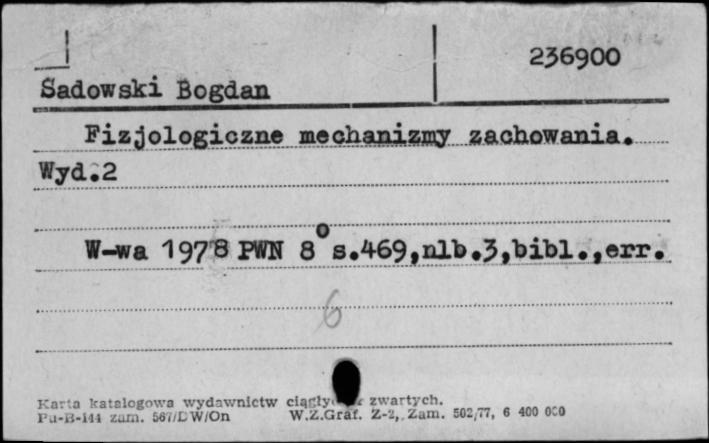 236900
Sadowski Bogdan
Fizjologiczne mechanizmy zachowania.
Wyd.2
W-wa 1978 PWN 8° s.469,nlb.3,bibl.,err.
6
Karta katalogowa wydawnictw zwartych.
Pu-B-144 zam. 567/DW/On W.Z.Graf. Z-2, Zam. 502/77, 6 400 000